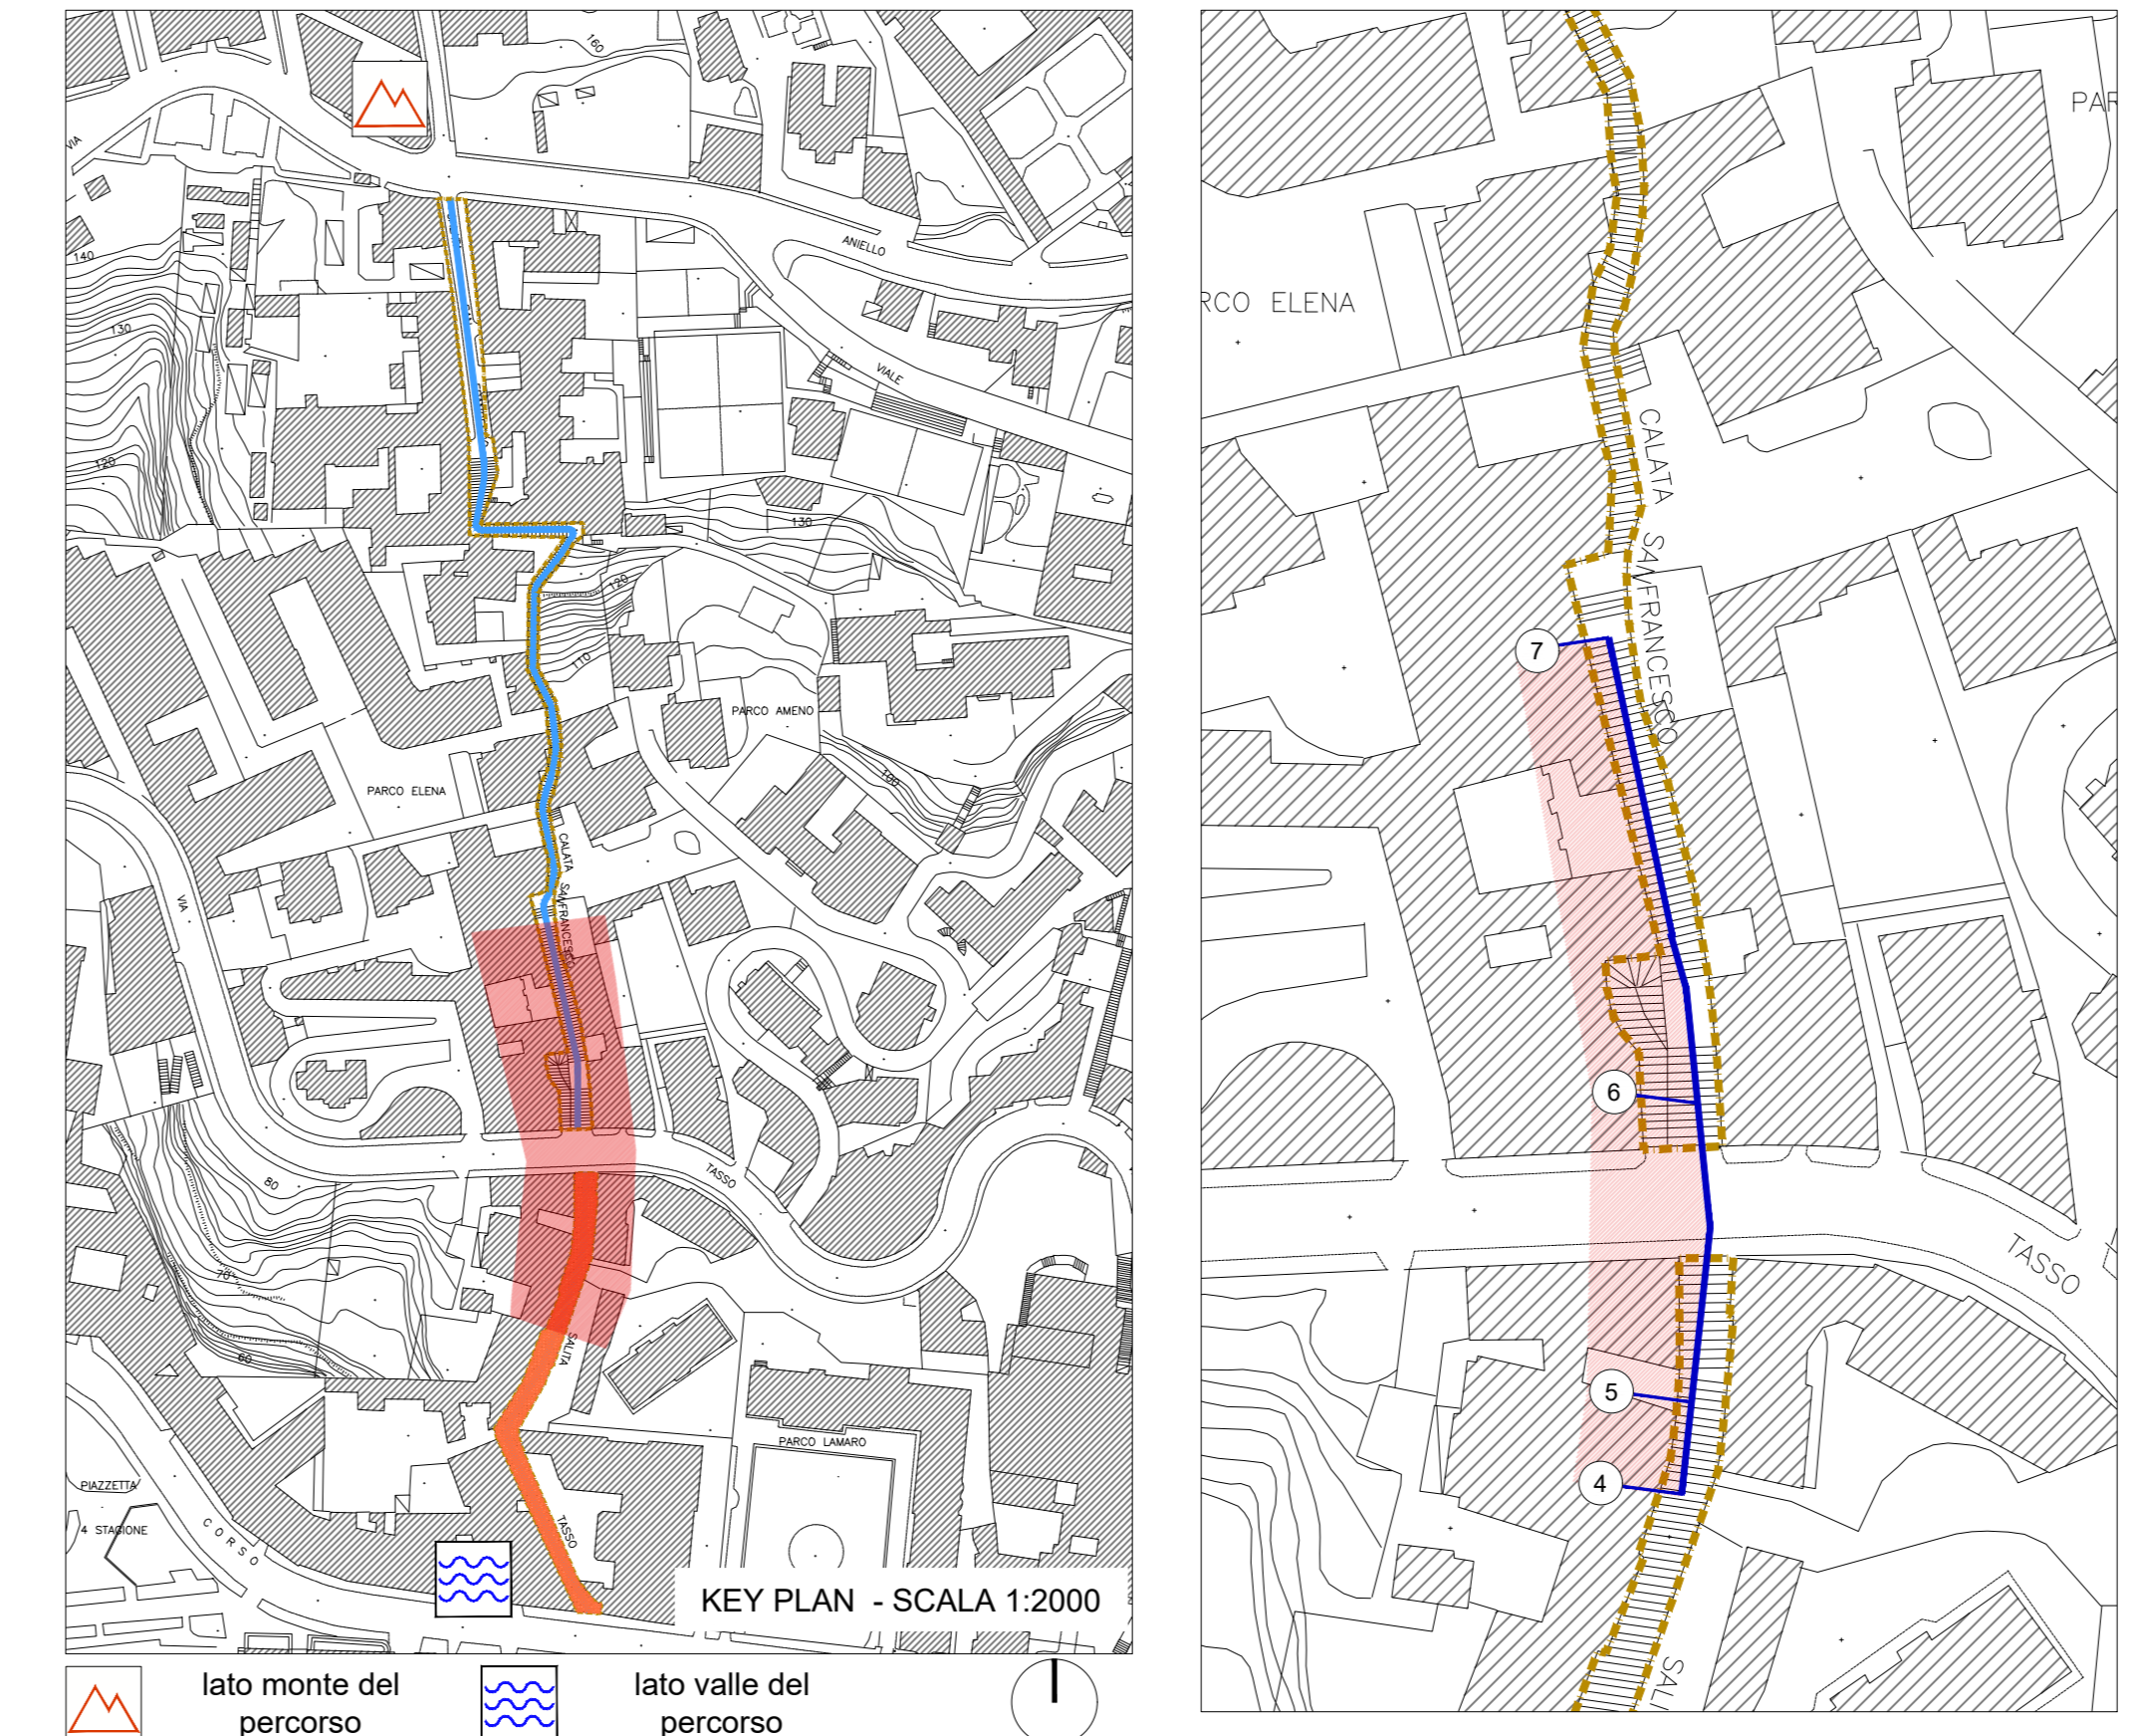 160
VIA
140
ANIELLO
130
VIALE
120
130
120
110
PARCO AMENO
100
PARCO ELENA
CALATA SAN FRANCESCO
VIA
80
TASSO
70
60
SALITA
PARCO LAMARO
PIAZZETTA
4 STAGIONE
CORSO
TASSO
KEY PLAN - SCALA 1:2000
lato monte del
percorso
lato valle del
percorso
PAR
RCO ELENA
CALATA SAN FRANCESCO
7
6
TASSO
5
4
SALI